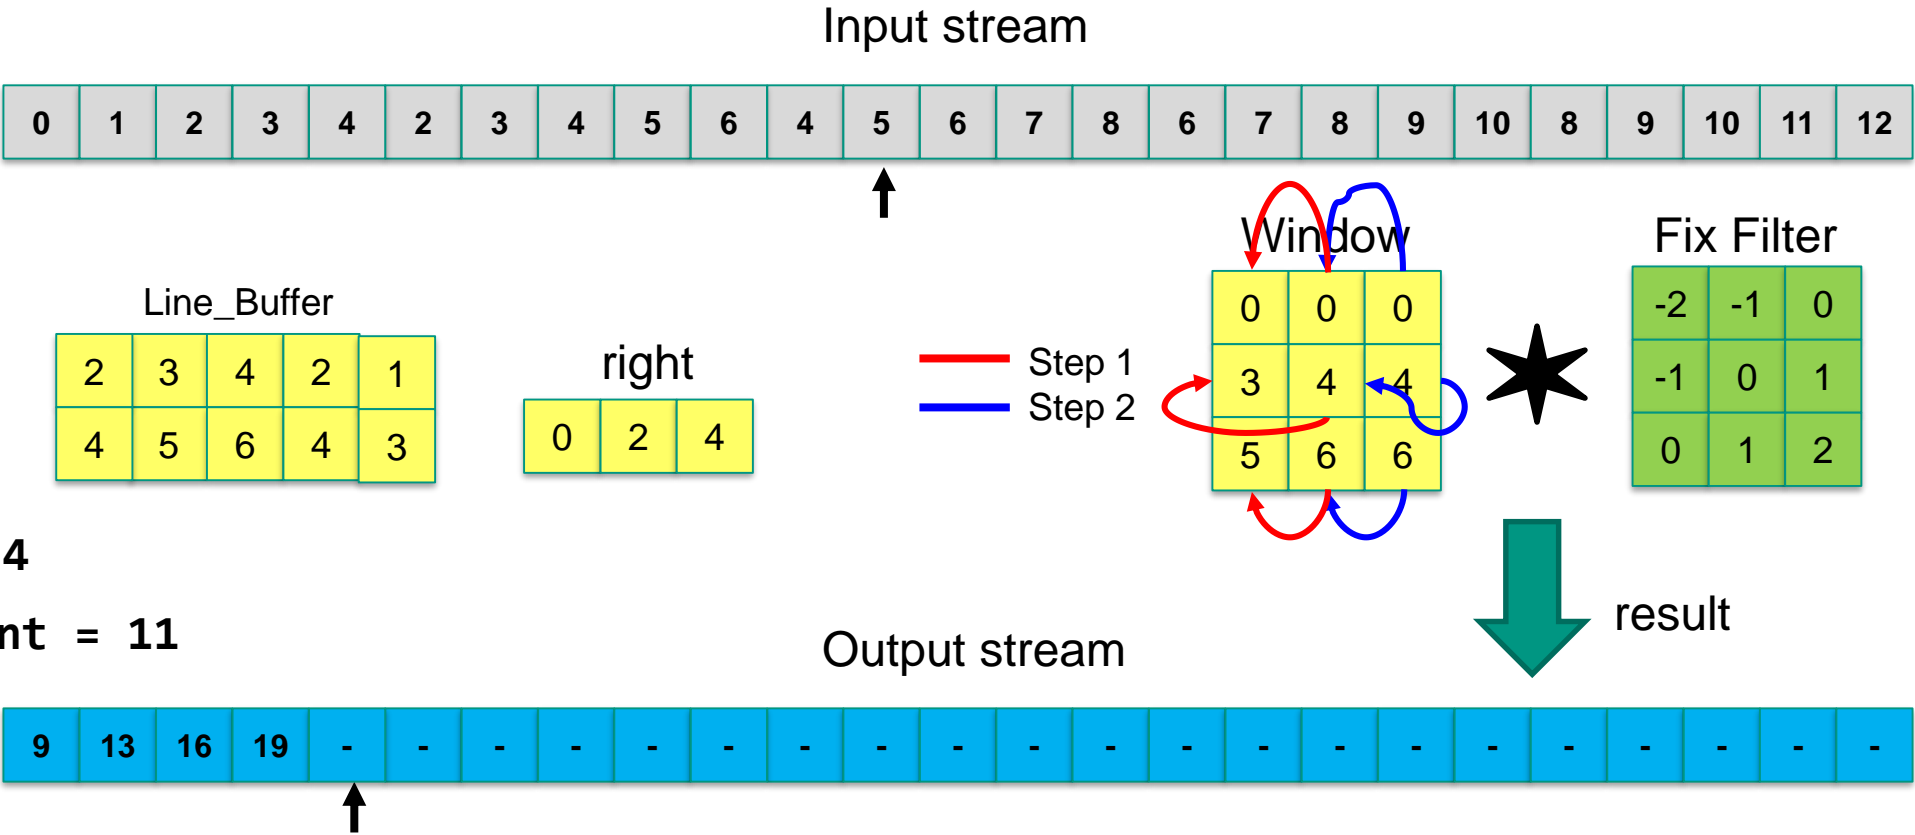 Input stream
0 1 2 3 4 2 3 4 5 6 4 5 6 7 8 6 7 8 9 10 8 9 10 11 12
Window
Fix Filter
Line_Buffer
2 3 4 2 1
4 5 6 4 3
right
0 2 4
Step 1
Step 2
0 0 0
3 4 4
5 6 6
-2 -1 0
-1 0 1
0 1 2
4
nt = 11
result
Output stream
9 13 16 19 - - - - - - - - - - - - - - - - - - - - -